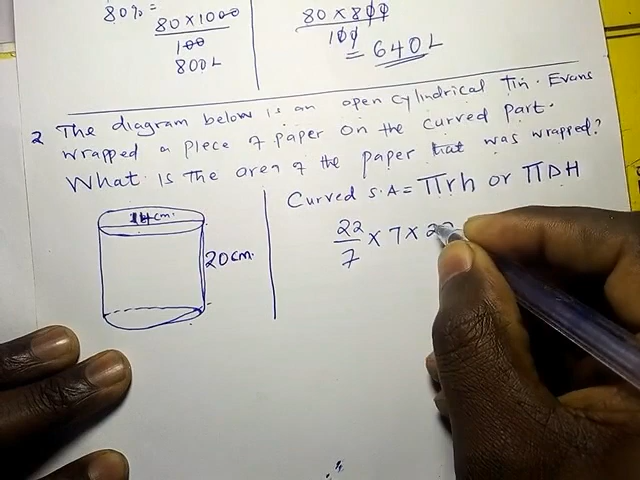 80% =
80 × 1000
100
800L
80 × 800
100
= 640L
2 The diagram below is an open cylindrical Tin. Evans
wrapped a piece of paper on the curved part.
What is the area of the paper that was wrapped?
14cm.
20cm.
Curved S.A = πrh or πDH
22
7
× 7 ×